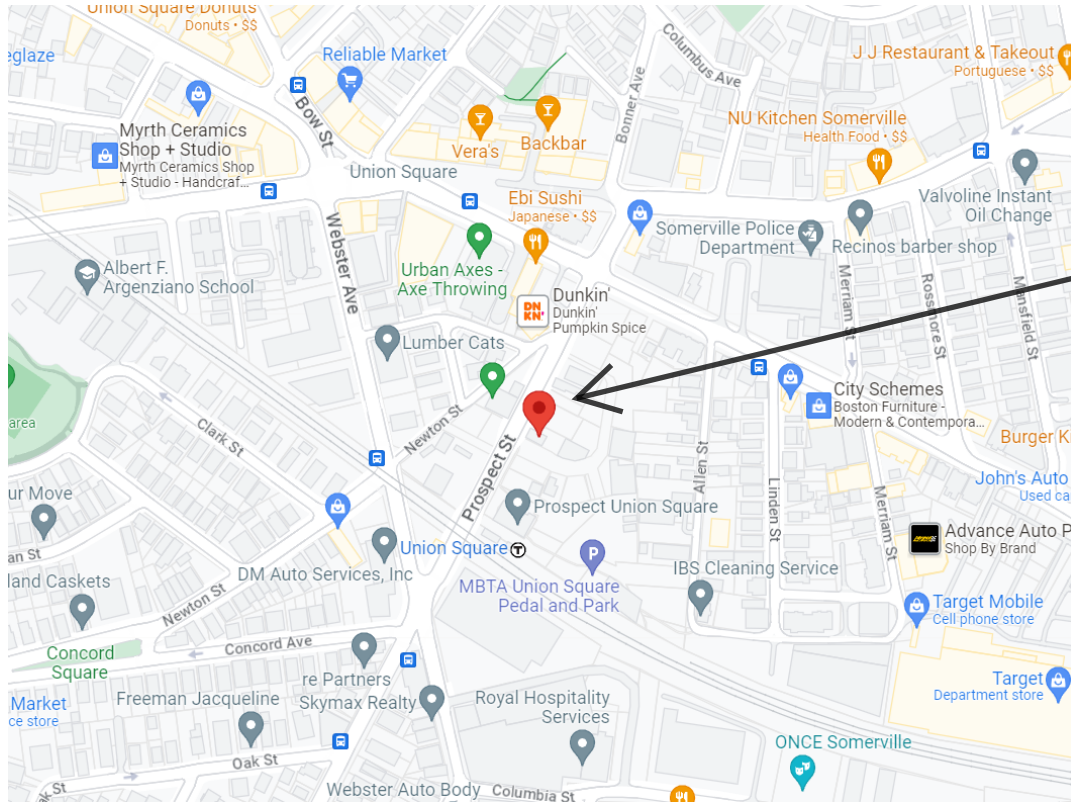 Union Square Donuts
Donuts • $$
Reliable Market
J J Restaurant & Takeout
Portuguese • $$
eglaze
Columbus Ave
Bow St
Bonner Ave
NU Kitchen Somerville
Health Food • $$
Myrth Ceramics
Shop + Studio
Myrth Ceramics Shop
+ Studio - Handcraf...
Vera's
Backbar
Union Square
Valvoline Instant
Oil Change
Ebi Sushi
Japanese • $$
Somerville Police
Department
Recinos barber shop
Webster Ave
Albert F.
Argenziano School
Urban Axes -
Axe Throwing
Merriam St
Rossmore St
Mansfield St
DN
KN'
Dunkin'
Dunkin'
Pumpkin Spice
Lumber Cats
City Schemes
Boston Furniture -
Modern & Contempora...
area
Clark St
Newton St
Prospect St
Allen St
Linden St
Merriam St
Burger K
John's Auto
Used ca
ur Move
Prospect Union Square
Advance Auto P
Shop By Brand
an St
Union Square
T
P
DM Auto Services, Inc
MBTA Union Square
Pedal and Park
IBS Cleaning Service
land Caskets
Newton St
Target Mobile
Cell phone store
Concord Ave
Concord
Square
re Partners
Skymax Realty
Freeman Jacqueline
Royal Hospitality
Services
Target
Department store
Market
ce store
Oak St
ONCE Somerville
ak St
Webster Auto Body
Columbia St